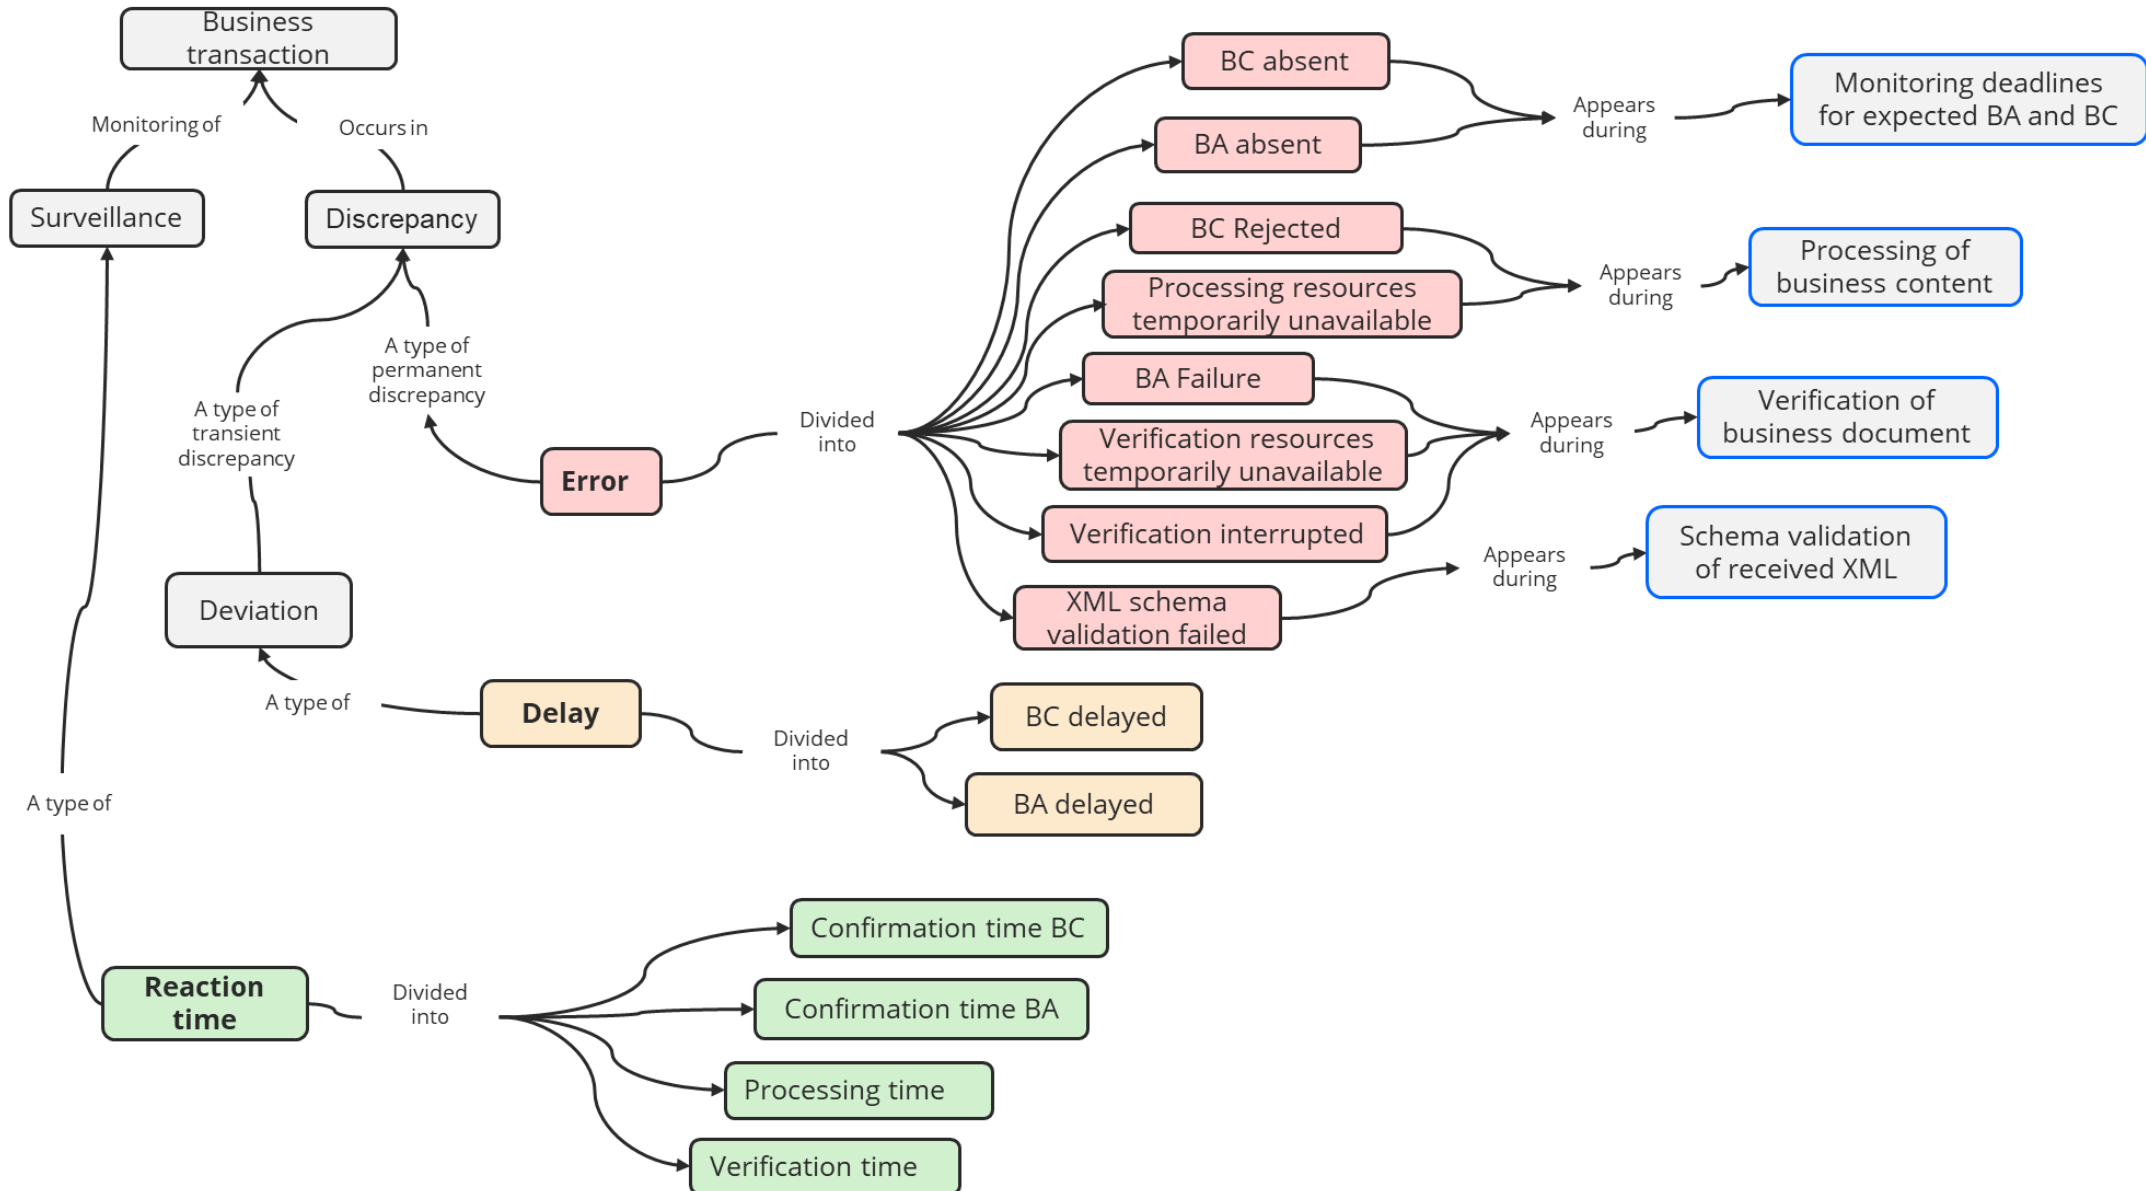 Business
transaction
Monitoring of
Occurs in
Surveillance
Discrepancy
A type of
permanent
discrepancy
A type of
transient
discrepancy
Error
Divided
into
Deviation
A type of
Delay
Divided
into
A type of
Reaction
time
Divided
into
BC absent
BA absent
Appears
during
Monitoring deadlines
for expected BA and BC
BC Rejected
Processing resources
temporarily unavailable
Appears
during
Processing of
business content
BA Failure
Verification resources
temporarily unavailable
Verification interrupted
Appears
during
Verification of
business document
XML schema
validation failed
Appears
during
Schema validation
of received XML
BC delayed
BA delayed
Confirmation time BC
Confirmation time BA
Processing time
Verification time